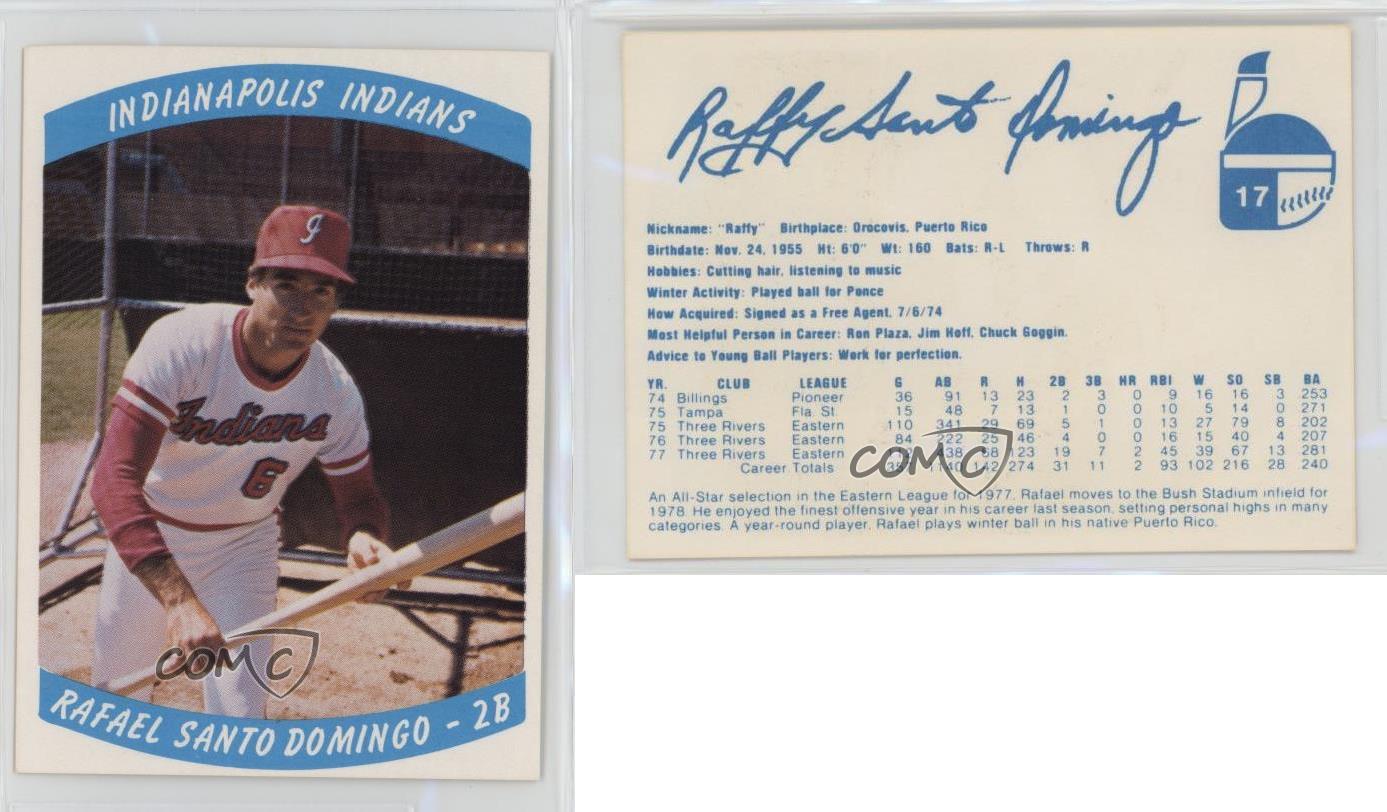 INDIANAPOLIS INDIANS
I
Indians
6
COMC
RAFAEL SANTO DOMINGO - 2B
Raffy Santo Domingo
17
Nickname: "Raffy" Birthplace: Orocovis, Puerto Rico
Birthdate: Nov. 24, 1955 Ht: 6'0" Wt: 160 Bats: R-L Throws: R
Hobbies: Cutting hair, listening to music
Winter Activity: Played ball for Ponce
How Acquired: Signed as a Free Agent, 7/6/74
Most Helpful Person in Career: Ron Plaza, Jim Hoff, Chuck Goggin.
Advice to Young Ball Players: Work for perfection.
YR. CLUB LEAGUE G AB R H 2B 3B HR RBI W SO SB BA
74 Billings Pioneer 36 91 13 23 2 3 0 9 16 16 3 253
75 Tampa Fla. St. 15 48 7 13 1 0 0 10 5 14 0 271
75 Three Rivers Eastern 110 341 29 69 5 1 0 13 27 79 8 202
76 Three Rivers Eastern 84 222 25 46 4 0 0 16 15 40 4 207
77 Three Rivers Eastern 438 68 123 19 7 2 45 39 67 13 281
Career Totals 1140 142 274 31 11 2 93 102 216 28 240
COMC
An All-Star selection in the Eastern League for 1977, Rafael moves to the Bush Stadium infield for
1978. He enjoyed the finest offensive year in his career last season, setting personal highs in many
categories. A year-round player, Rafael plays winter ball in his native Puerto Rico.